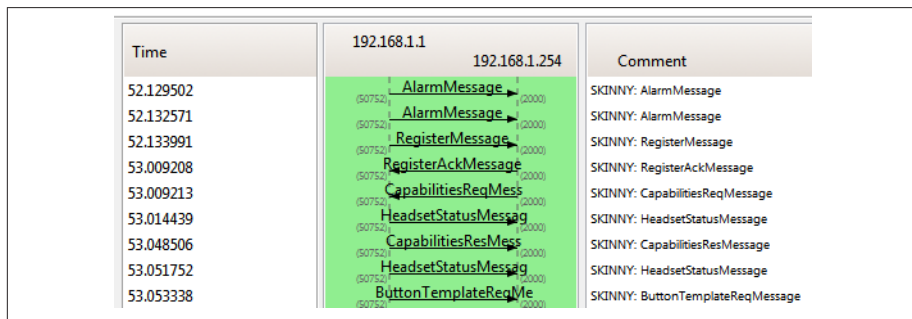 Time
192.168.1.1
192.168.1.254
Comment
52.129502 AlarmMessage (50752) (2000) SKINNY: AlarmMessage
52.132571 AlarmMessage (50752) (2000) SKINNY: AlarmMessage
52.133991 RegisterMessage (50752) (2000) SKINNY: RegisterMessage
53.009208 RegisterAckMessage (50752) (2000) SKINNY: RegisterAckMessage
53.009213 CapabilitiesReqMess (50752) (2000) SKINNY: CapabilitiesReqMessage
53.014439 HeadsetStatusMessag (50752) (2000) SKINNY: HeadsetStatusMessage
53.048506 CapabilitiesResMess (50752) (2000) SKINNY: CapabilitiesResMessage
53.051752 HeadsetStatusMessag (50752) (2000) SKINNY: HeadsetStatusMessage
53.053338 ButtonTemplateReqMe (50752) (2000) SKINNY: ButtonTemplateReqMessage